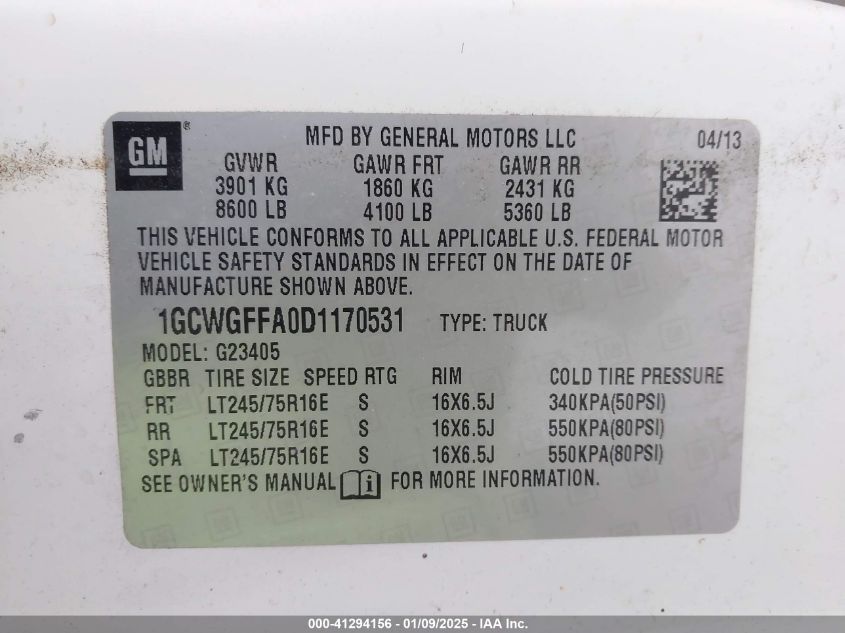 GM ® MFD BY GENERAL MOTORS LLC 04/13
GVWR GAWR FRT GAWR RR
3901 KG 1860 KG 2431 KG
8600 LB 4100 LB 5360 LB
THIS VEHICLE CONFORMS TO ALL APPLICABLE U.S. FEDERAL MOTOR
VEHICLE SAFETY STANDARDS IN EFFECT ON THE DATE OF
MANUFACTURE SHOWN ABOVE.
1GCWGFFA0D1170531 TYPE: TRUCK
MODEL: G23405
GBBR TIRE SIZE SPEED RTG RIM COLD TIRE PRESSURE
FRT LT245/75R16E S 16X6.5J 340KPA(50PSI)
RR LT245/75R16E S 16X6.5J 550KPA(80PSI)
SPA LT245/75R16E S 16X6.5J 550KPA(80PSI)
SEE OWNER'S MANUAL i FOR MORE INFORMATION.
000-41294156 - 01/09/2025 - IAA Inc.